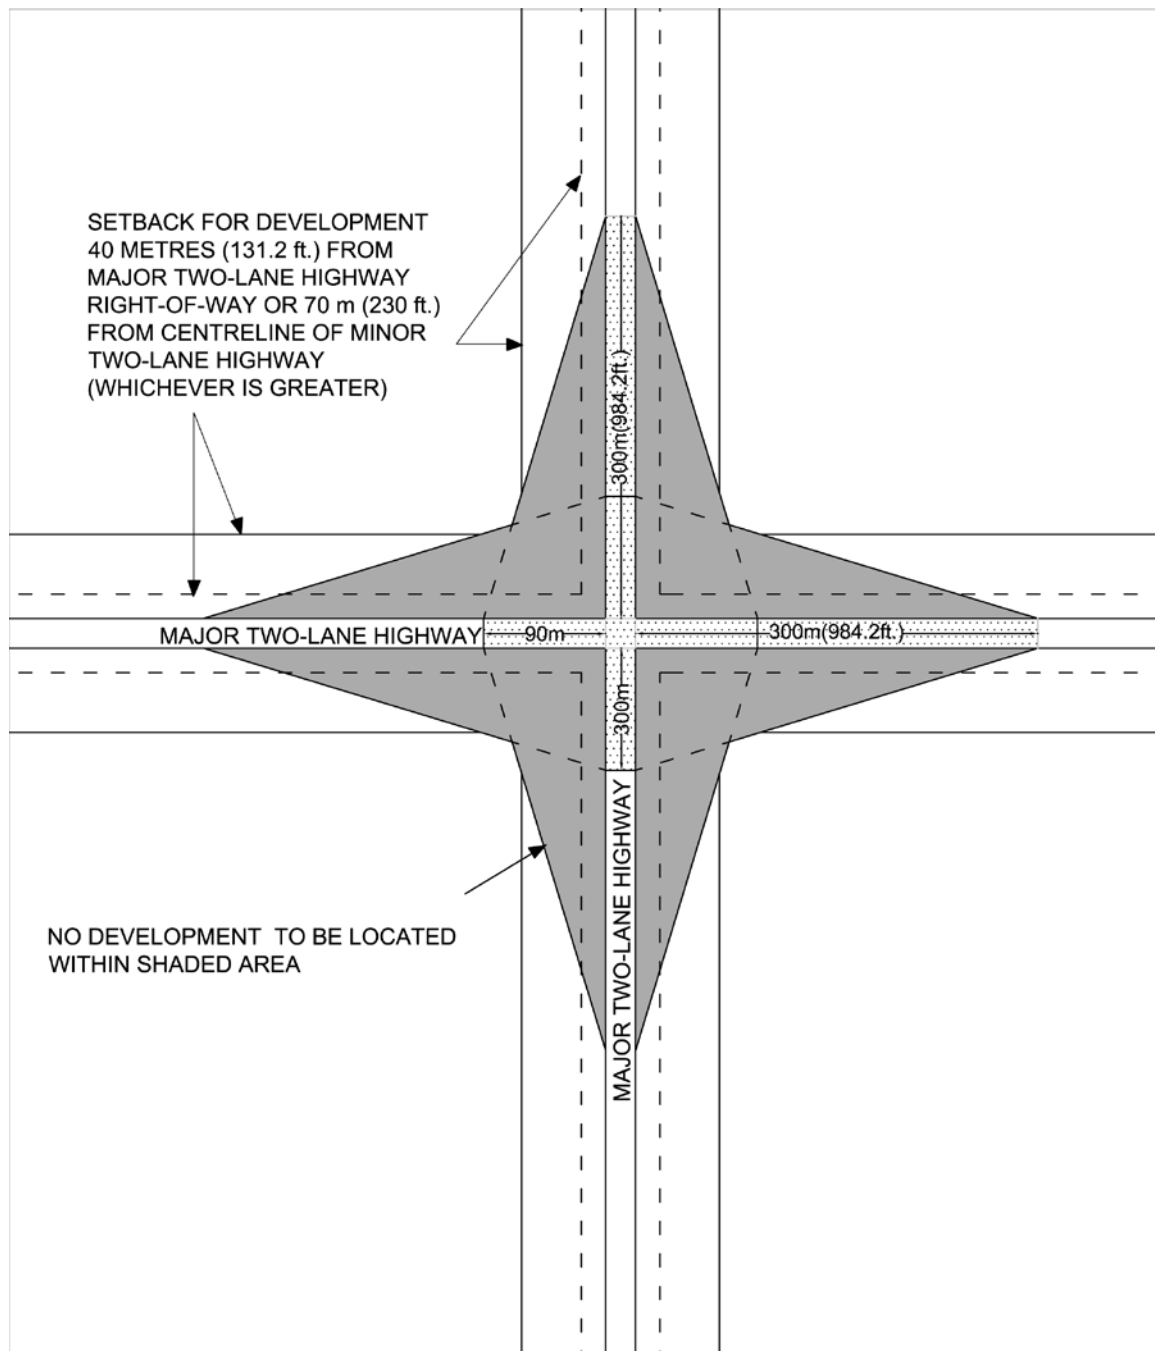 SETBACK FOR DEVELOPMENT
40 METRES (131.2 ft.) FROM
MAJOR TWO-LANE HIGHWAY
RIGHT-OF-WAY OR 70 m (230 ft.)
FROM CENTRELINE OF MINOR
TWO-LANE HIGHWAY
(WHICHEVER IS GREATER)
300m(984.2ft.)
MAJOR TWO-LANE HIGHWAY
90m
300m(984.2ft.)
300m
MAJOR TWO-LANE HIGHWAY
NO DEVELOPMENT TO BE LOCATED
WITHIN SHADED AREA